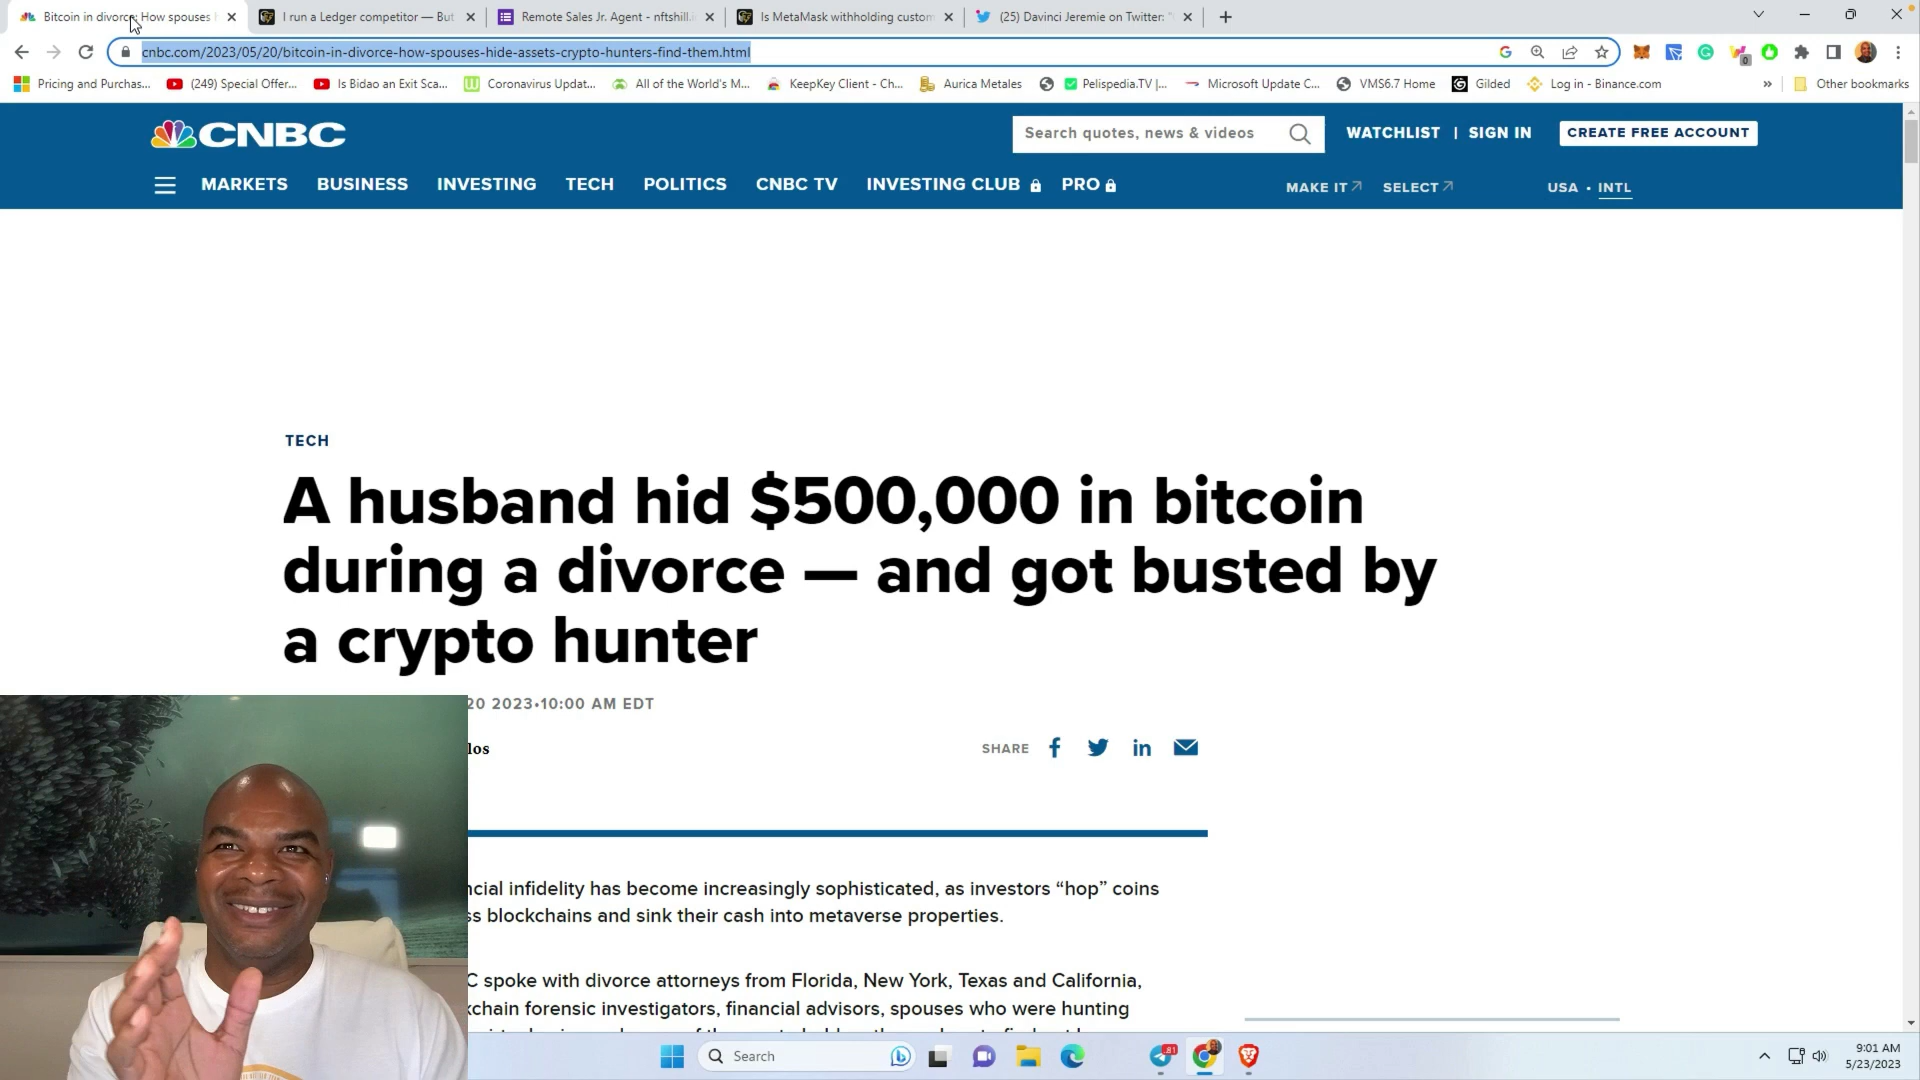 Bitcoin in divorce: How spouses
I run a Ledger competitor — But
Remote Sales Jr. Agent - nftshill.
Is MetaMask withholding custom
(25) Davinci Jeremie on Twitter: "
cnbc.com/2023/05/20/bitcoin-in-divorce-how-spouses-hide-assets-crypto-hunters-find-them.html
Pricing and Purchas...
(249) Special Offer...
Is Bidao an Exit Sca...
Coronavirus Updat...
All of the World's M...
KeepKey Client - Ch...
Aurica Metales
Pelispedia.TV |...
Microsoft Update C...
VMS6.7 Home
Gilded
Log in - Binance.com
»
Other bookmarks
CNBC
Search quotes, news & videos
WATCHLIST | SIGN IN
CREATE FREE ACCOUNT
MARKETS BUSINESS INVESTING TECH POLITICS CNBC TV INVESTING CLUB PRO
MAKE IT SELECT USA • INTL
TECH
A husband hid $500,000 in bitcoin
during a divorce — and got busted by
a crypto hunter
20 2023•10:00 AM EDT
los
SHARE
ncial infidelity has become increasingly sophisticated, as investors “hop” coins
ss blockchains and sink their cash into metaverse properties.
C spoke with divorce attorneys from Florida, New York, Texas and California,
kchain forensic investigators, financial advisors, spouses who were hunting
Search
81
9:01 AM
5/23/2023